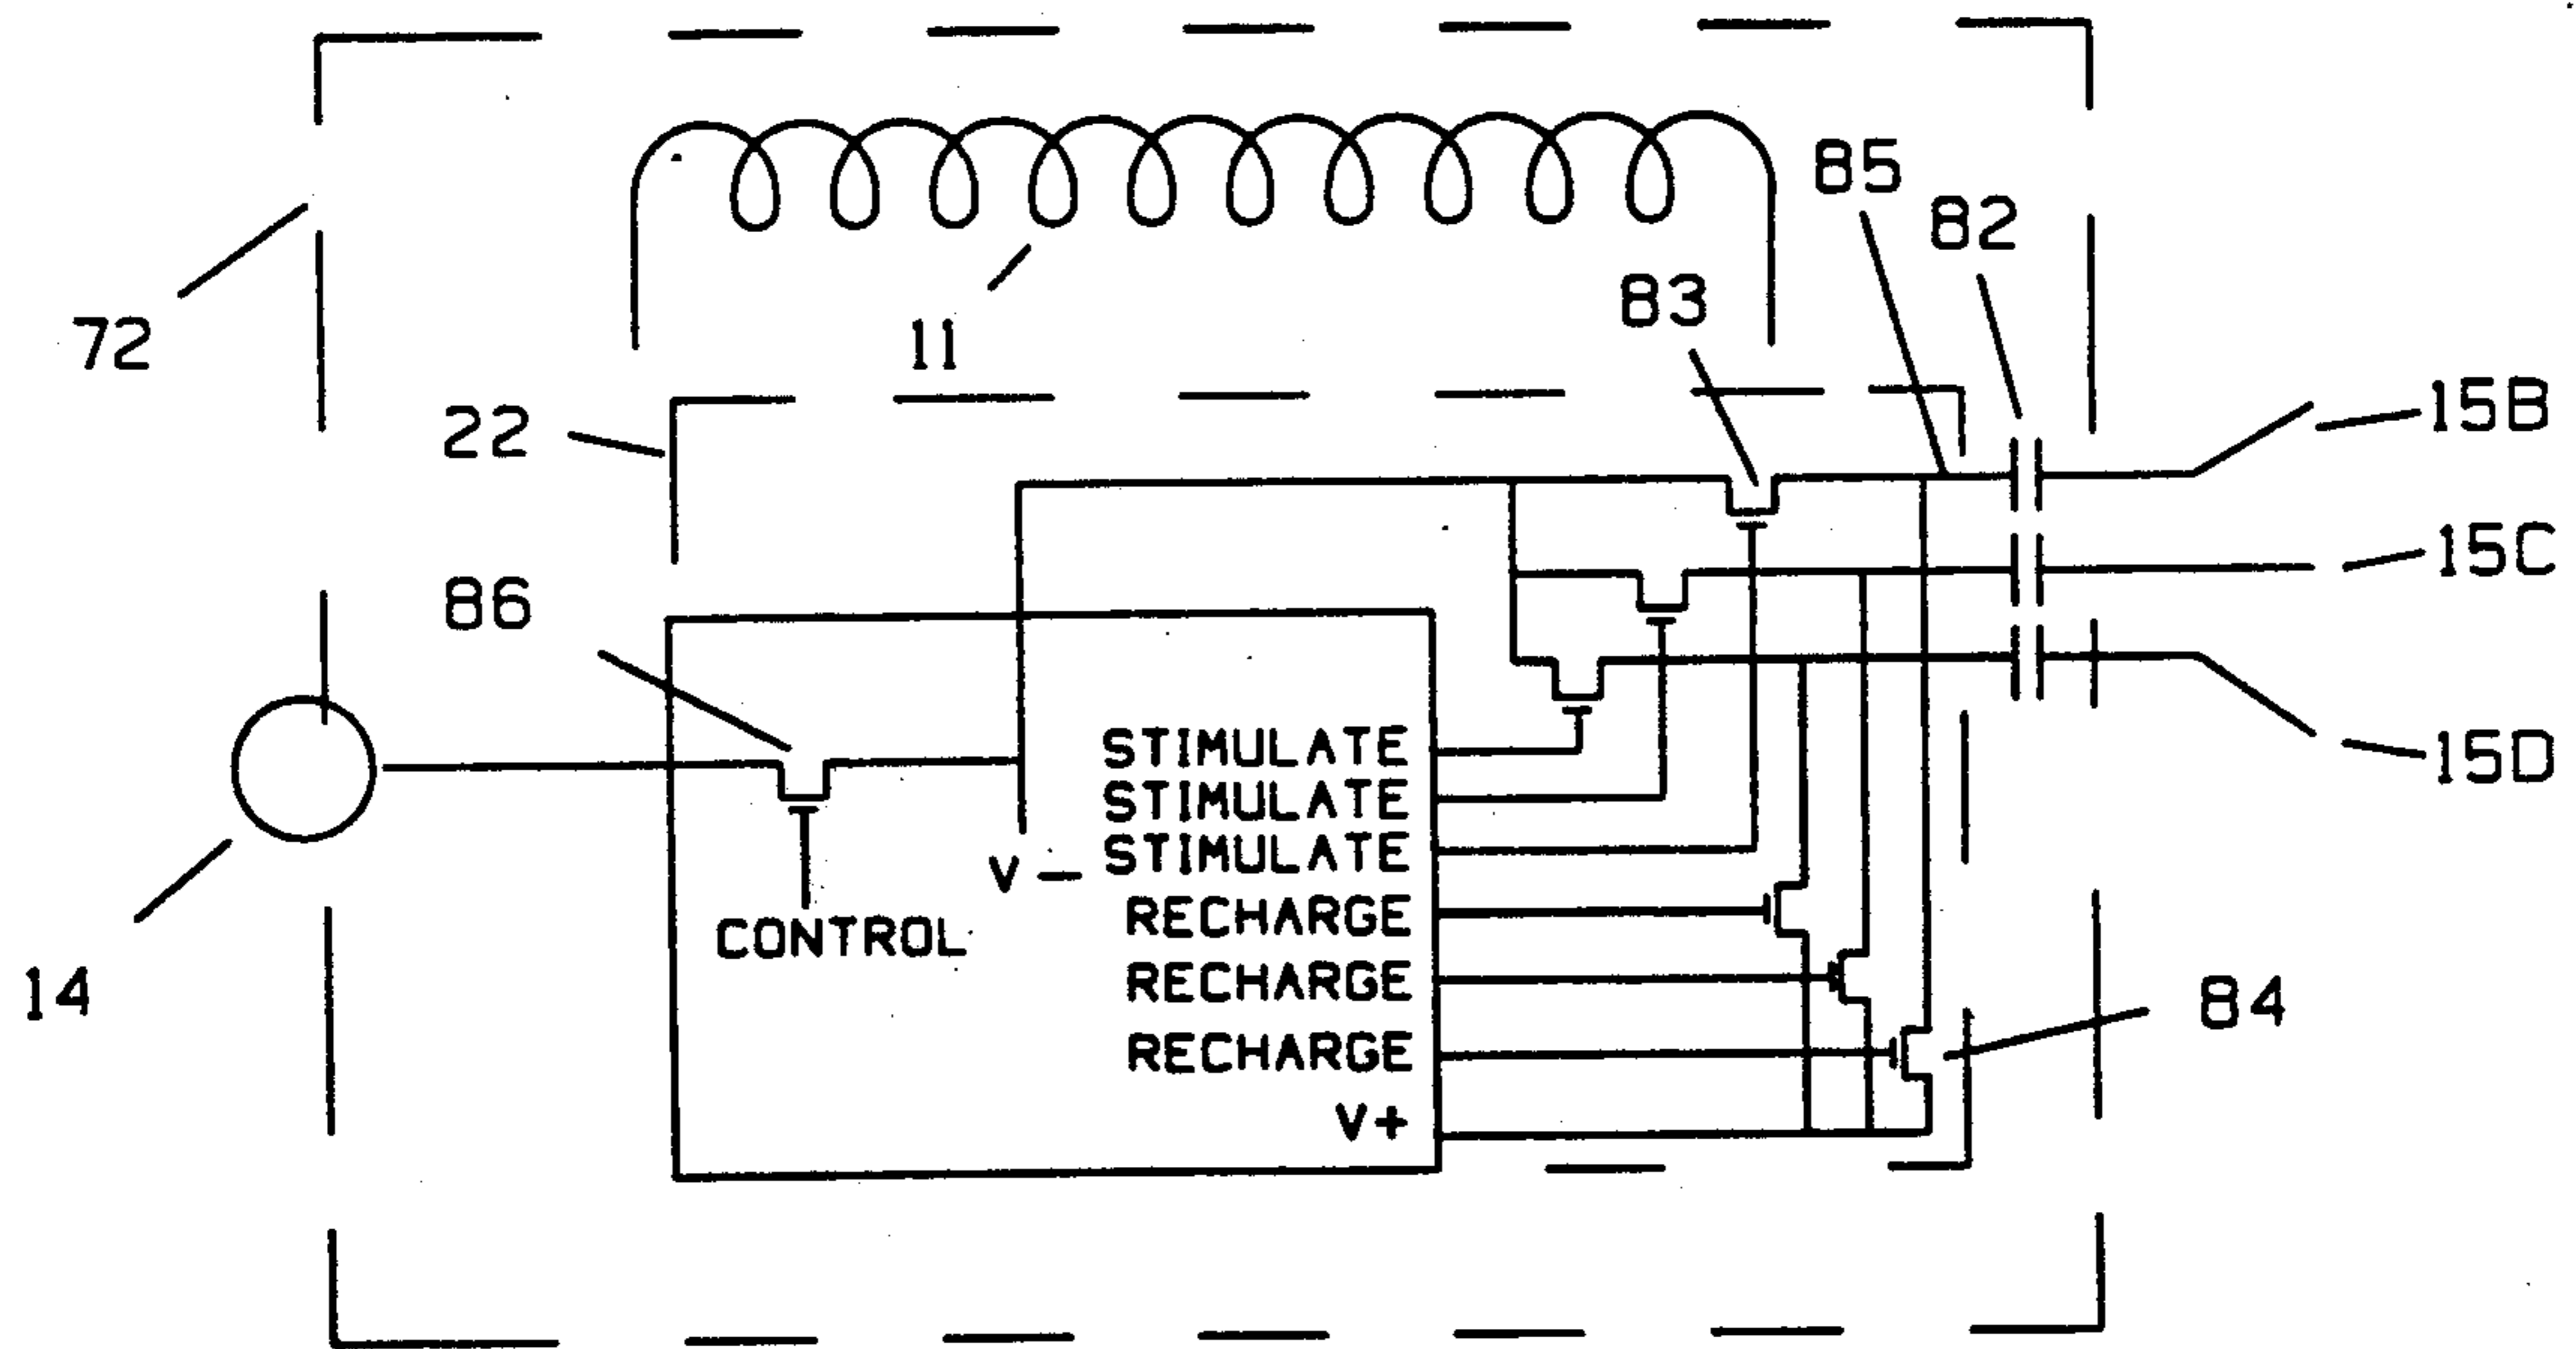 85
82
83
72
11
15B
22
15C
86
15D
STIMULATE
STIMULATE
STIMULATE
V -
RECHARGE
CONTROL
RECHARGE
14
84
RECHARGE
V+